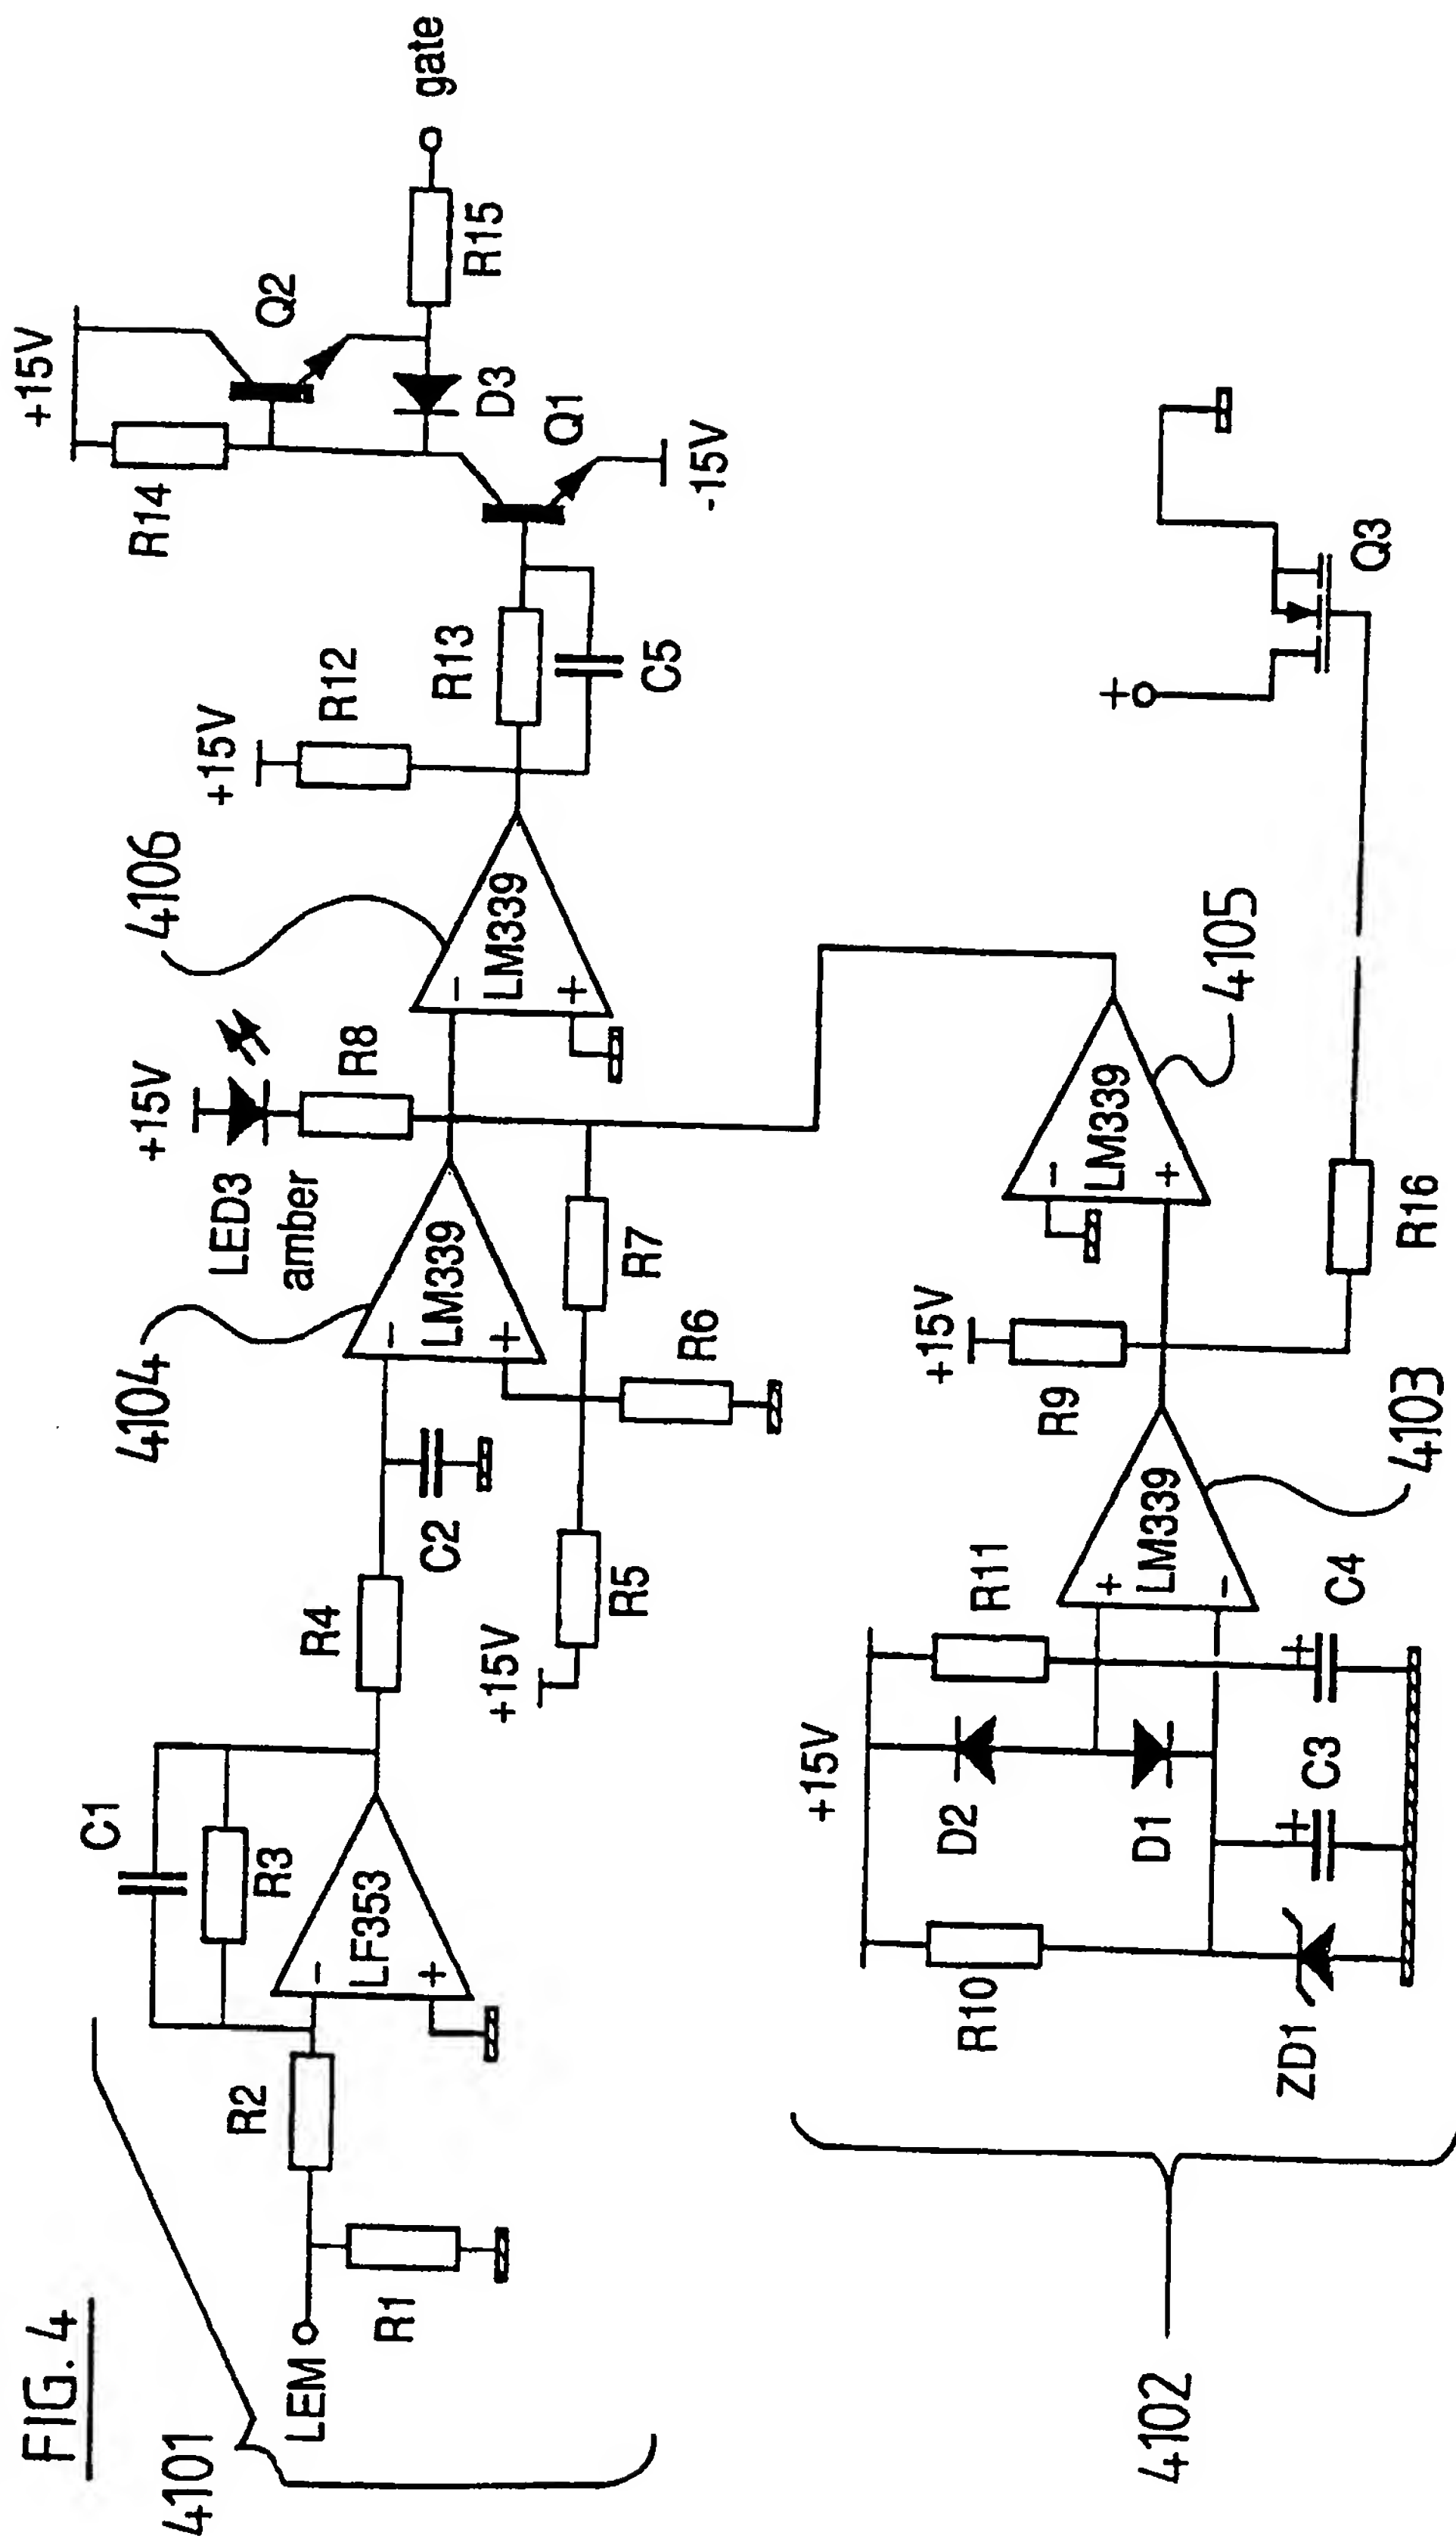 FIG. 4
4101
LEM
R1
R2
C1
R3
-
LF353
+
R4
C2
+15V
R5
4104
-
LM339
+
R6
R7
+15V
LED3
amber
R8
4106
-
LM339
+
+15V
R12
R13
C5
+15V
R14
Q2
D3
Q1
-15V
R15
gate
4102
+15V
R10
ZD1
D2
D1
+
C3
R11
+
C4
+
LM339
-
4103
+15V
R9
R16
-
LM339
+
4105
+
Q3